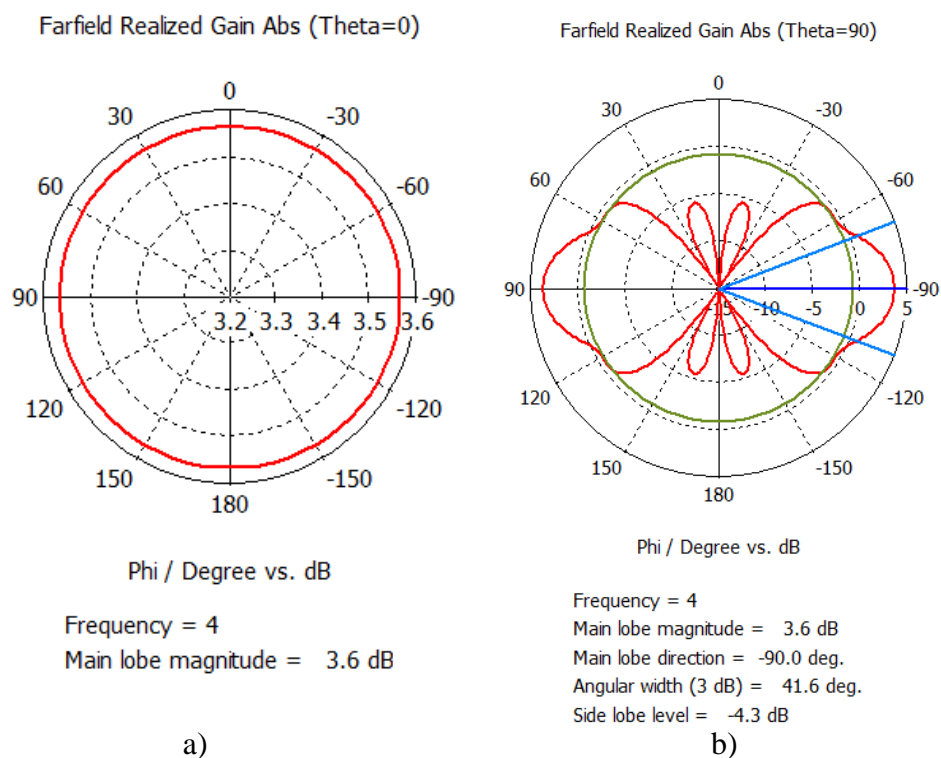 Farfield Realized Gain Abs (Theta=0)
0
30 -30
60 -60
90 3.2 3.3 3.4 3.5 3.6 -90
120 -120
150 -150
180
Phi / Degree vs. dB
Frequency = 4
Main lobe magnitude = 3.6 dB
a)
Farfield Realized Gain Abs (Theta=90)
0
30 -30
60 -60
90 -15 -10 -5 0 5 -90
120 -120
150 -150
180
Phi / Degree vs. dB
Frequency = 4
Main lobe magnitude = 3.6 dB
Main lobe direction = -90.0 deg.
Angular width (3 dB) = 41.6 deg.
Side lobe level = -4.3 dB
b)